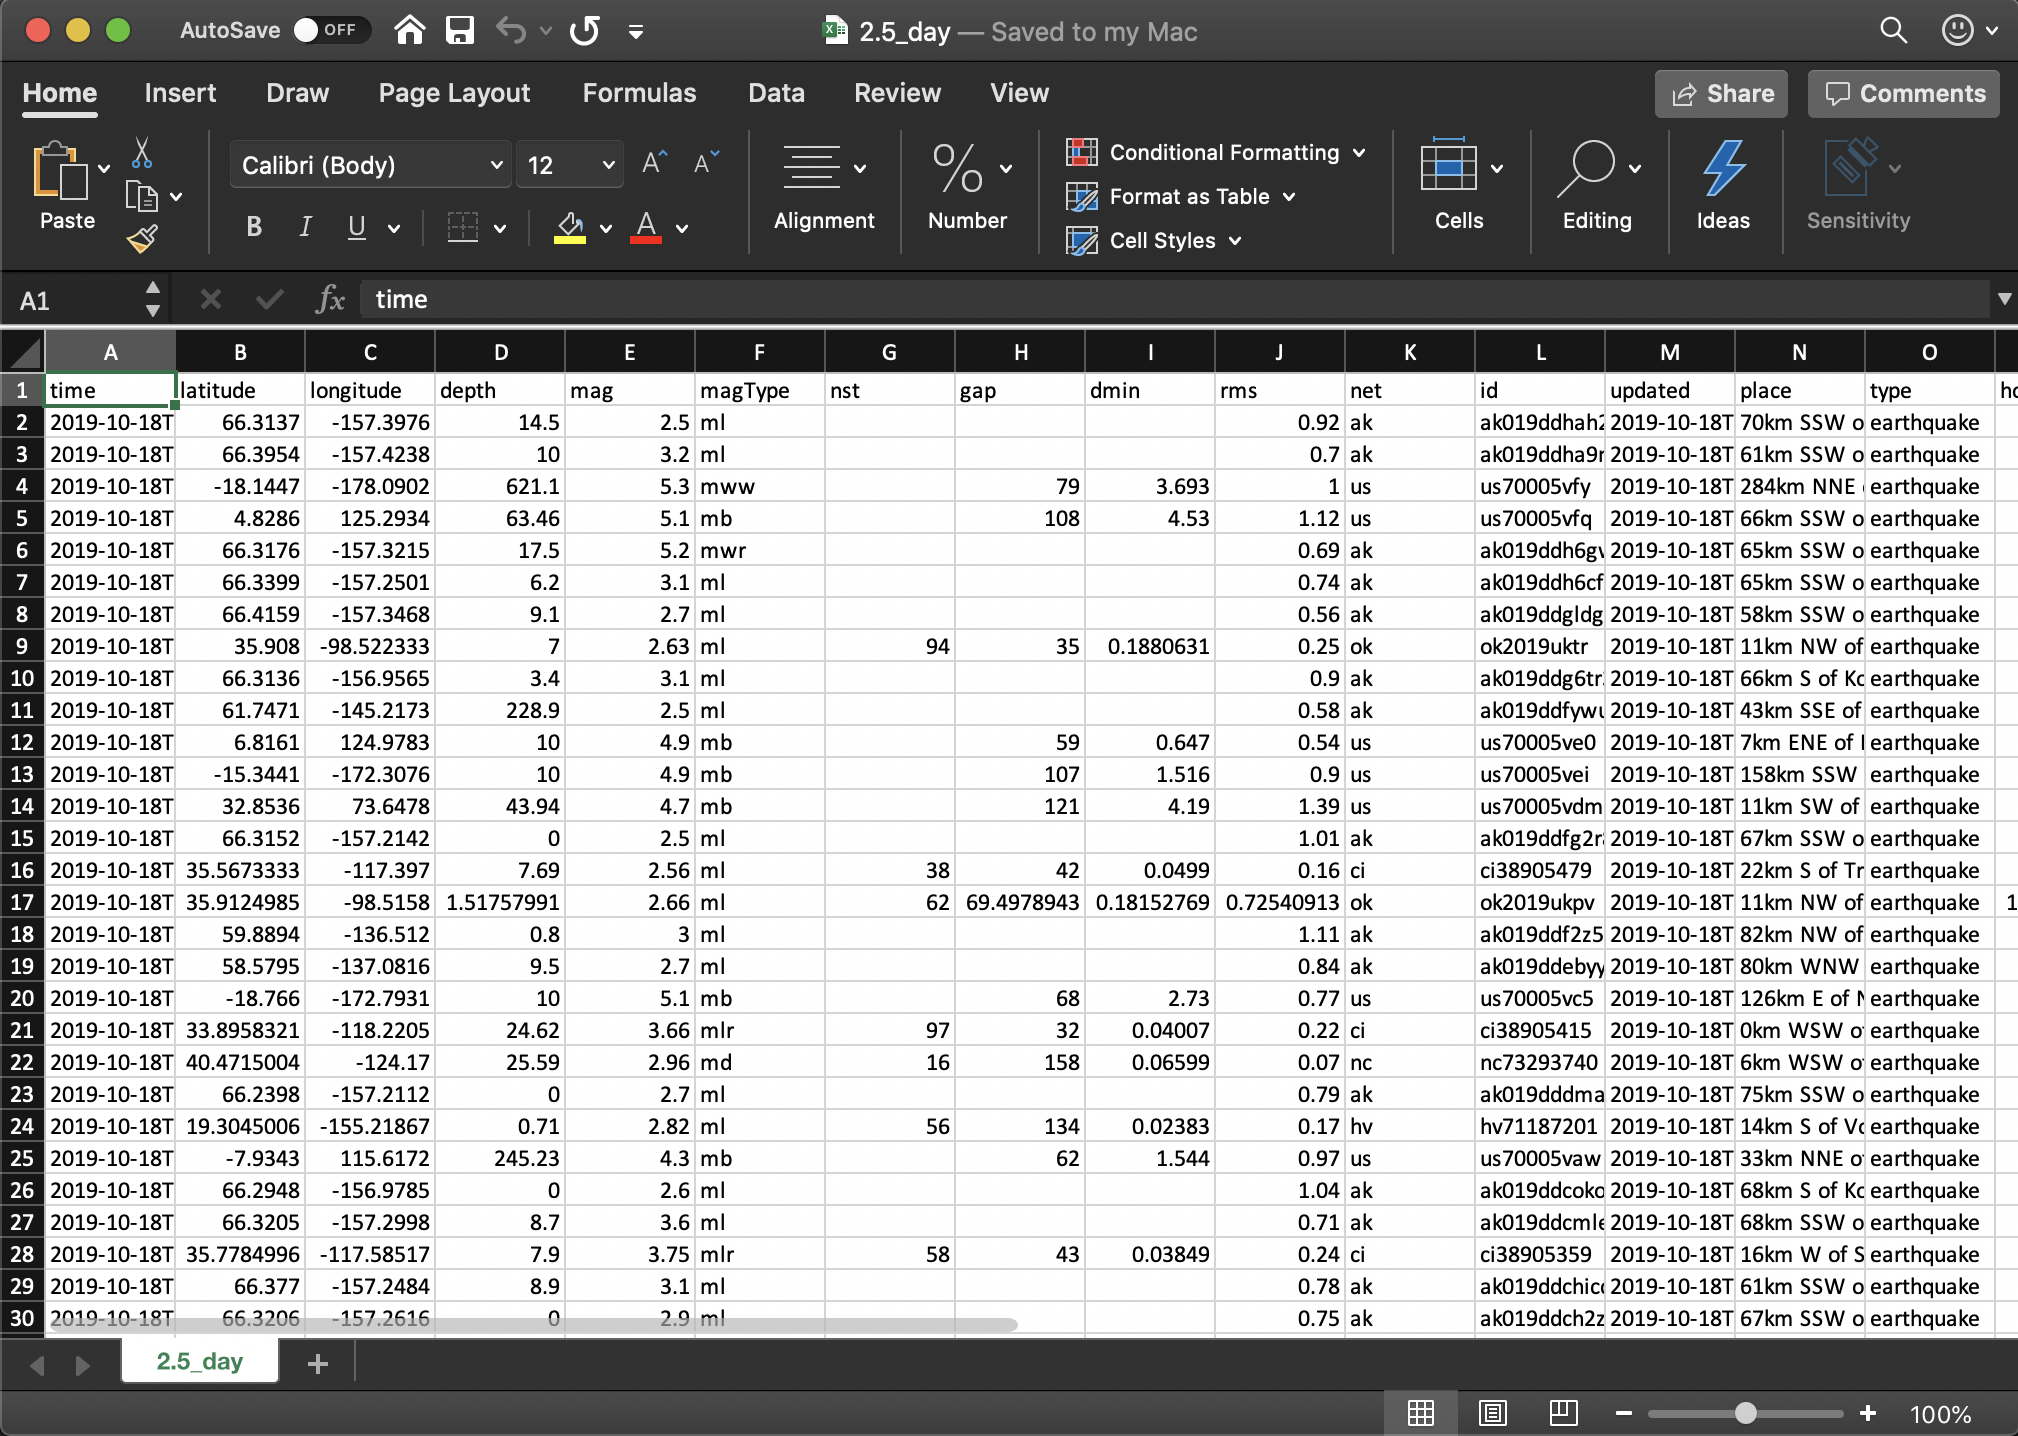 AutoSave OFF 2.5_day — Saved to my Mac
Home Insert Draw Page Layout Formulas Data Review View Share Comments
Paste Calibri (Body) 12 A A B I U A Alignment % Number Conditional Formatting Format as Table Cell Styles Cells Editing Ideas Sensitivity
A1 fx time
A B C D E F G H I J K L M N O
1 time latitude longitude depth mag magType nst gap dmin rms net id updated place type
2 2019-10-18T 66.3137 -157.3976 14.5 2.5 ml 0.92 ak ak019ddhah2 2019-10-18T 70km SSW o earthquake
3 2019-10-18T 66.3954 -157.4238 10 3.2 ml 0.7 ak ak019ddha9r 2019-10-18T 61km SSW o earthquake
4 2019-10-18T -18.1447 -178.0902 621.1 5.3 mww 79 3.693 1 us us70005vfy 2019-10-18T 284km NNE earthquake
5 2019-10-18T 4.8286 125.2934 63.46 5.1 mb 108 4.53 1.12 us us70005vfq 2019-10-18T 66km SSW o earthquake
6 2019-10-18T 66.3176 -157.3215 17.5 5.2 mwr 0.69 ak ak019ddh6gv 2019-10-18T 65km SSW o earthquake
7 2019-10-18T 66.3399 -157.2501 6.2 3.1 ml 0.74 ak ak019ddh6cf 2019-10-18T 65km SSW o earthquake
8 2019-10-18T 66.4159 -157.3468 9.1 2.7 ml 0.56 ak ak019ddgldg 2019-10-18T 58km SSW o earthquake
9 2019-10-18T 35.908 -98.522333 7 2.63 ml 94 35 0.1880631 0.25 ok ok2019uktr 2019-10-18T 11km NW of earthquake
10 2019-10-18T 66.3136 -156.9565 3.4 3.1 ml 0.9 ak ak019ddg6tr 2019-10-18T 66km S of Ko earthquake
11 2019-10-18T 61.7471 -145.2173 228.9 2.5 ml 0.58 ak ak019ddfywu 2019-10-18T 43km SSE of earthquake
12 2019-10-18T 6.8161 124.9783 10 4.9 mb 59 0.647 0.54 us us70005ve0 2019-10-18T 7km ENE of earthquake
13 2019-10-18T -15.3441 -172.3076 10 4.9 mb 107 1.516 0.9 us us70005vei 2019-10-18T 158km SSW earthquake
14 2019-10-18T 32.8536 73.6478 43.94 4.7 mb 121 4.19 1.39 us us70005vdm 2019-10-18T 11km SW of earthquake
15 2019-10-18T 66.3152 -157.2142 0 2.5 ml 1.01 ak ak019ddfg2r 2019-10-18T 67km SSW o earthquake
16 2019-10-18T 35.5673333 -117.397 7.69 2.56 ml 38 42 0.0499 0.16 ci ci38905479 2019-10-18T 22km S of Tr earthquake
17 2019-10-18T 35.9124985 -98.5158 1.51757991 2.66 ml 62 69.4978943 0.18152769 0.72540913 ok ok2019ukpv 2019-10-18T 11km NW of earthquake 1
18 2019-10-18T 59.8894 -136.512 0.8 3 ml 1.11 ak ak019ddf2z5 2019-10-18T 82km NW of earthquake
19 2019-10-18T 58.5795 -137.0816 9.5 2.7 ml 0.84 ak ak019ddebyy 2019-10-18T 80km WNW earthquake
20 2019-10-18T -18.766 -172.7931 10 5.1 mb 68 2.73 0.77 us us70005vc5 2019-10-18T 126km E of N earthquake
21 2019-10-18T 33.8958321 -118.2205 24.62 3.66 mlr 97 32 0.04007 0.22 ci ci38905415 2019-10-18T 0km WSW o earthquake
22 2019-10-18T 40.4715004 -124.17 25.59 2.96 md 16 158 0.06599 0.07 nc nc73293740 2019-10-18T 6km WSW o earthquake
23 2019-10-18T 66.2398 -157.2112 0 2.7 ml 0.79 ak ak019dddma 2019-10-18T 75km SSW o earthquake
24 2019-10-18T 19.3045006 -155.21867 0.71 2.82 ml 56 134 0.02383 0.17 hv hv71187201 2019-10-18T 14km S of Vo earthquake
25 2019-10-18T -7.9343 115.6172 245.23 4.3 mb 62 1.544 0.97 us us70005vaw 2019-10-18T 33km NNE o earthquake
26 2019-10-18T 66.2948 -156.9785 0 2.6 ml 1.04 ak ak019ddcoko 2019-10-18T 68km S of Ko earthquake
27 2019-10-18T 66.3205 -157.2998 8.7 3.6 ml 0.71 ak ak019ddcmle 2019-10-18T 68km SSW o earthquake
28 2019-10-18T 35.7784996 -117.58517 7.9 3.75 mlr 58 43 0.03849 0.24 ci ci38905359 2019-10-18T 16km W of S earthquake
29 2019-10-18T 66.377 -157.2484 8.9 3.1 ml 0.78 ak ak019ddchic 2019-10-18T 61km SSW o earthquake
30 2019-10-18T 66.3206 -157.2616 0 2.9 ml 0.75 ak ak019ddch2z 2019-10-18T 67km SSW o earthquake
2.5_day
100%